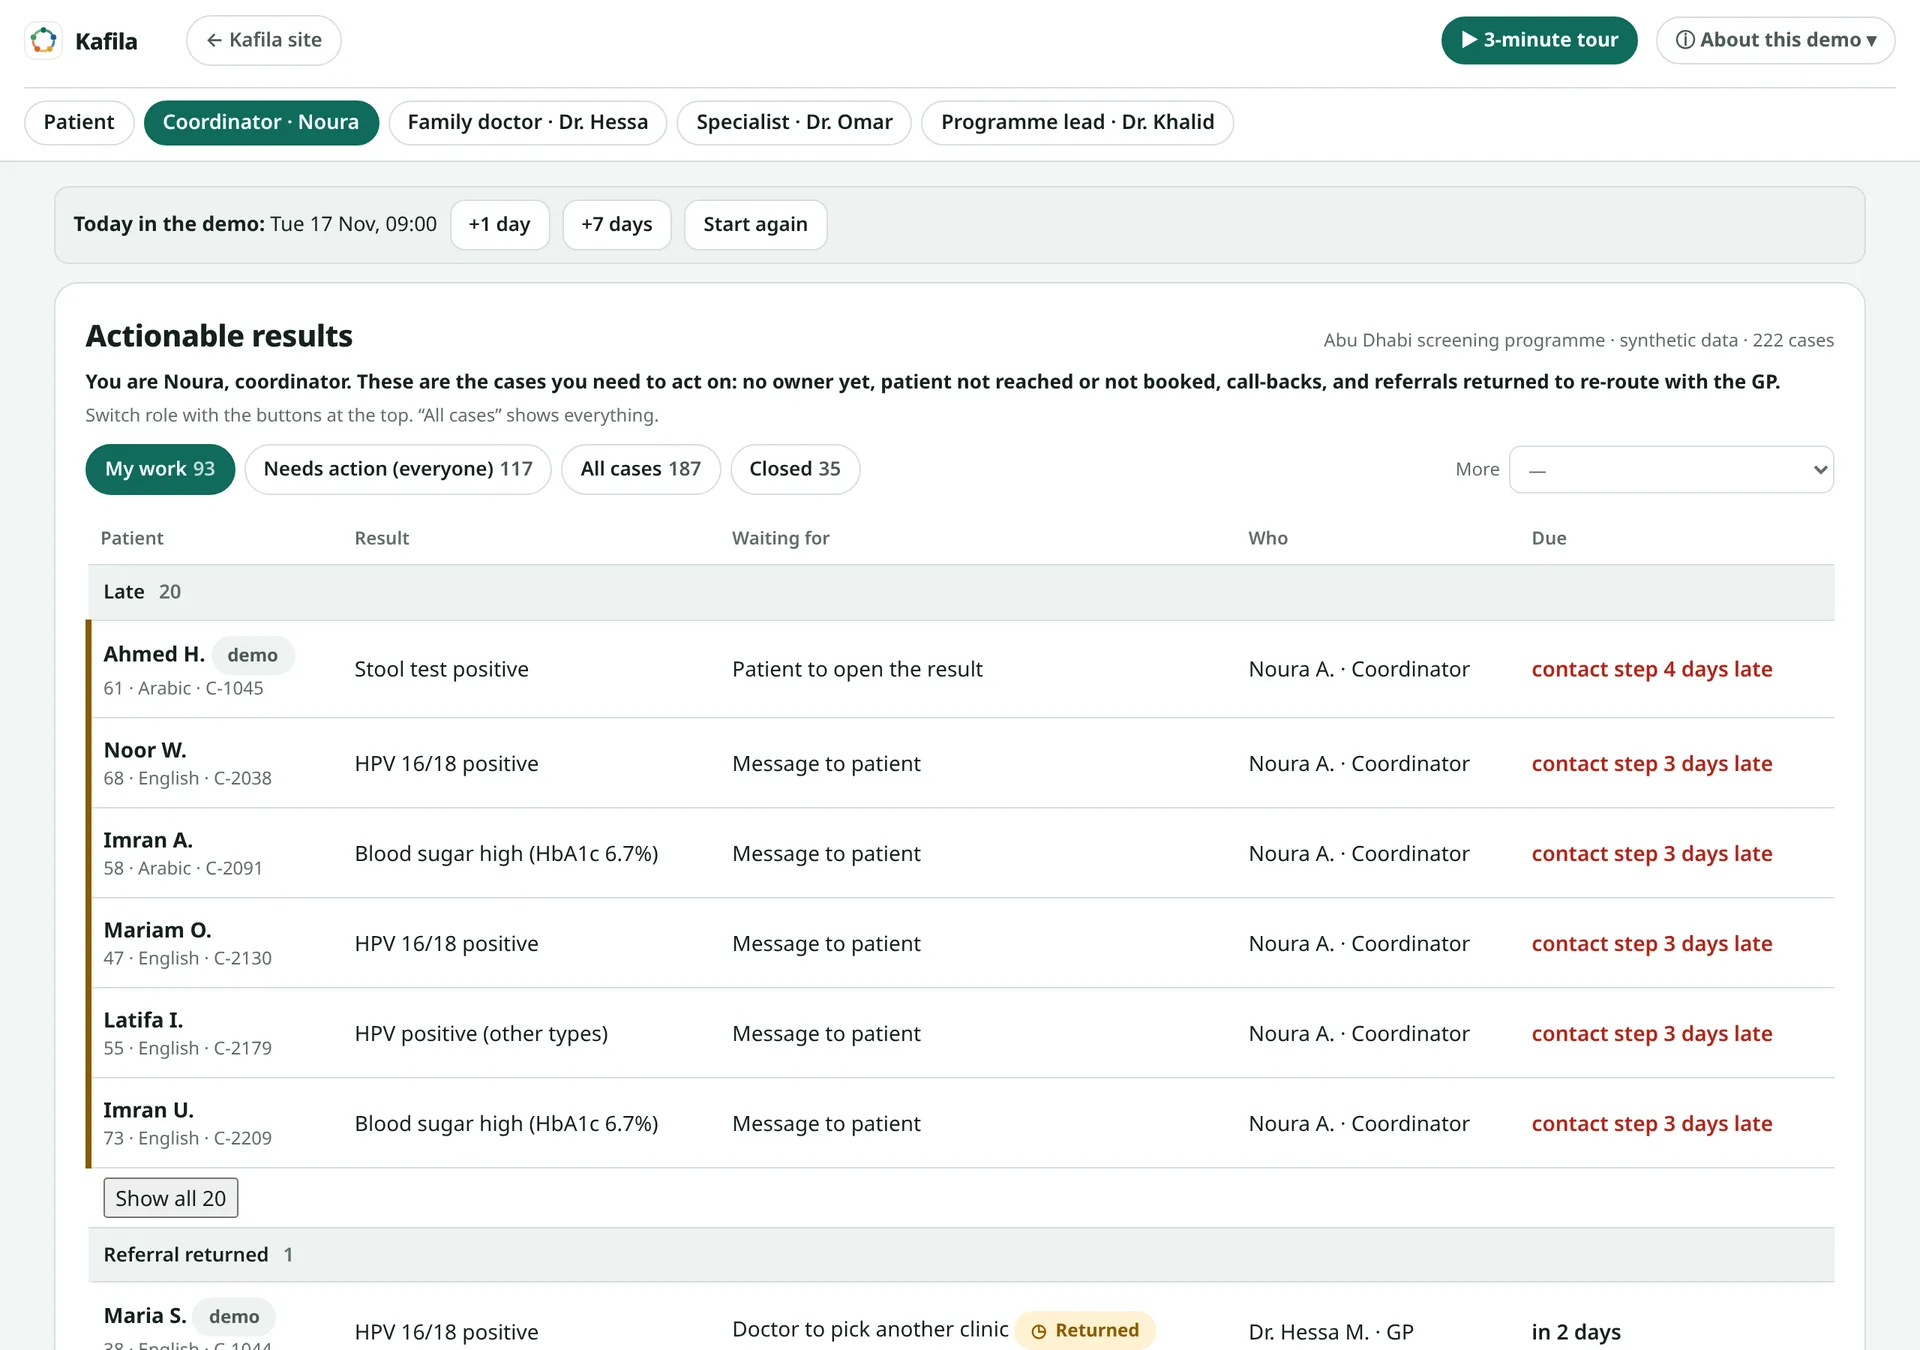 Kafila
← Kafila site
▶ 3-minute tour
ⓘ About this demo ▾
Patient
Coordinator · Noura
Family doctor · Dr. Hessa
Specialist · Dr. Omar
Programme lead · Dr. Khalid
Today in the demo: Tue 17 Nov, 09:00
+1 day
+7 days
Start again
Actionable results
Abu Dhabi screening programme · synthetic data · 222 cases
You are Noura, coordinator. These are the cases you need to act on: no owner yet, patient not reached or not booked, call-backs, and referrals returned to re-route with the GP.
Switch role with the buttons at the top. “All cases” shows everything.
My work 93
Needs action (everyone) 117
All cases 187
Closed 35
More —
Patient Result Waiting for Who Due
Late 20
Ahmed H. demo
61 · Arabic · C-1045
Stool test positive
Patient to open the result
Noura A. · Coordinator
contact step 4 days late
Noor W.
68 · English · C-2038
HPV 16/18 positive
Message to patient
Noura A. · Coordinator
contact step 3 days late
Imran A.
58 · Arabic · C-2091
Blood sugar high (HbA1c 6.7%)
Message to patient
Noura A. · Coordinator
contact step 3 days late
Mariam O.
47 · English · C-2130
HPV 16/18 positive
Message to patient
Noura A. · Coordinator
contact step 3 days late
Latifa I.
55 · English · C-2179
HPV positive (other types)
Message to patient
Noura A. · Coordinator
contact step 3 days late
Imran U.
73 · English · C-2209
Blood sugar high (HbA1c 6.7%)
Message to patient
Noura A. · Coordinator
contact step 3 days late
Show all 20
Referral returned 1
Maria S. demo
38 · English · C-1044
HPV 16/18 positive
Doctor to pick another clinic
Returned
Dr. Hessa M. · GP
in 2 days